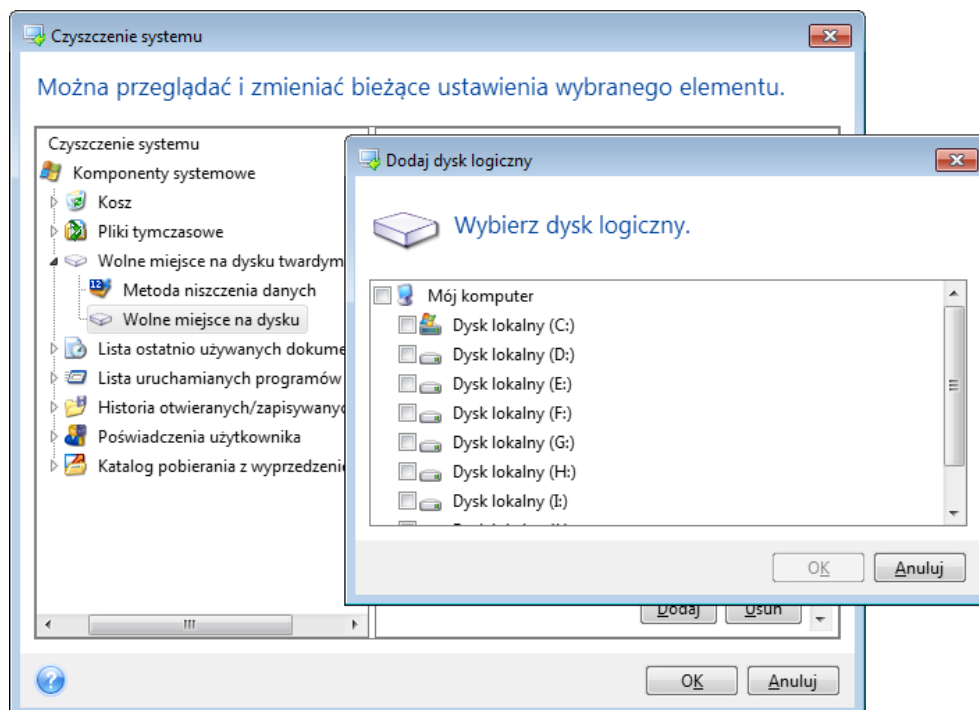 Czyszczenie systemu
Można przeglądać i zmieniać bieżące ustawienia wybranego elementu.
Czyszczenie systemu
Komponenty systemowe
Kosz
Pliki tymczasowe
Wolne miejsce na dysku twardym
Metoda niszczenia danych
Wolne miejsce na dysku
Lista ostatnio używanych dokume
Lista uruchamianych programów
Historia otwieranych/zapisywanyc
Poświadczenia użytkownika
Katalog pobierania z wyprzedzenie
Dodaj dysk logiczny
Wybierz dysk logiczny.
Mój komputer
Dysk lokalny (C:)
Dysk lokalny (D:)
Dysk lokalny (E:)
Dysk lokalny (F:)
Dysk lokalny (G:)
Dysk lokalny (H:)
Dysk lokalny (I:)
OK Anuluj
Dodaj Usuń
OK Anuluj